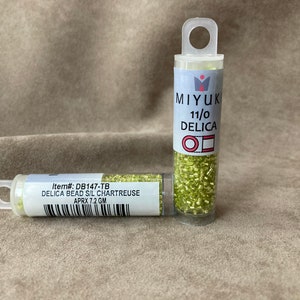 MIYUKI
11/0
DELICA
Item#: DB147-TB
DELICA BEAD S/L CHARTREUSE
APRX 7.2 GM